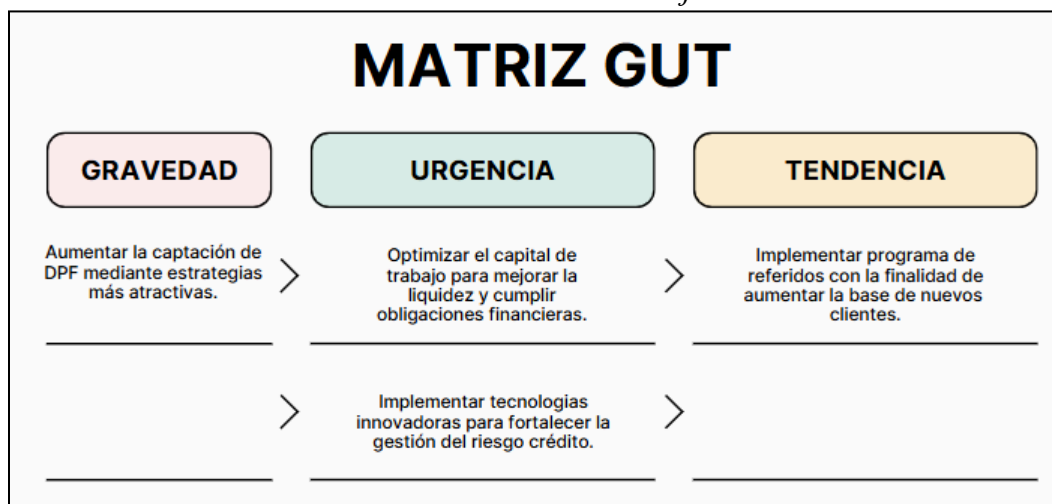 MATRIZ GUT
GRAVEDAD
URGENCIA
TENDENCIA
Aumentar la captación de
DPF mediante estrategias
más atractivas.
Optimizar el capital de
trabajo para mejorar la
liquidez y cumplir
obligaciones financieras.
Implementar programa de
referidos con la finalidad de
aumentar la base de nuevos
clientes.
Implementar tecnologias
innovadoras para fortalecer la
gestión del riesgo crédito.